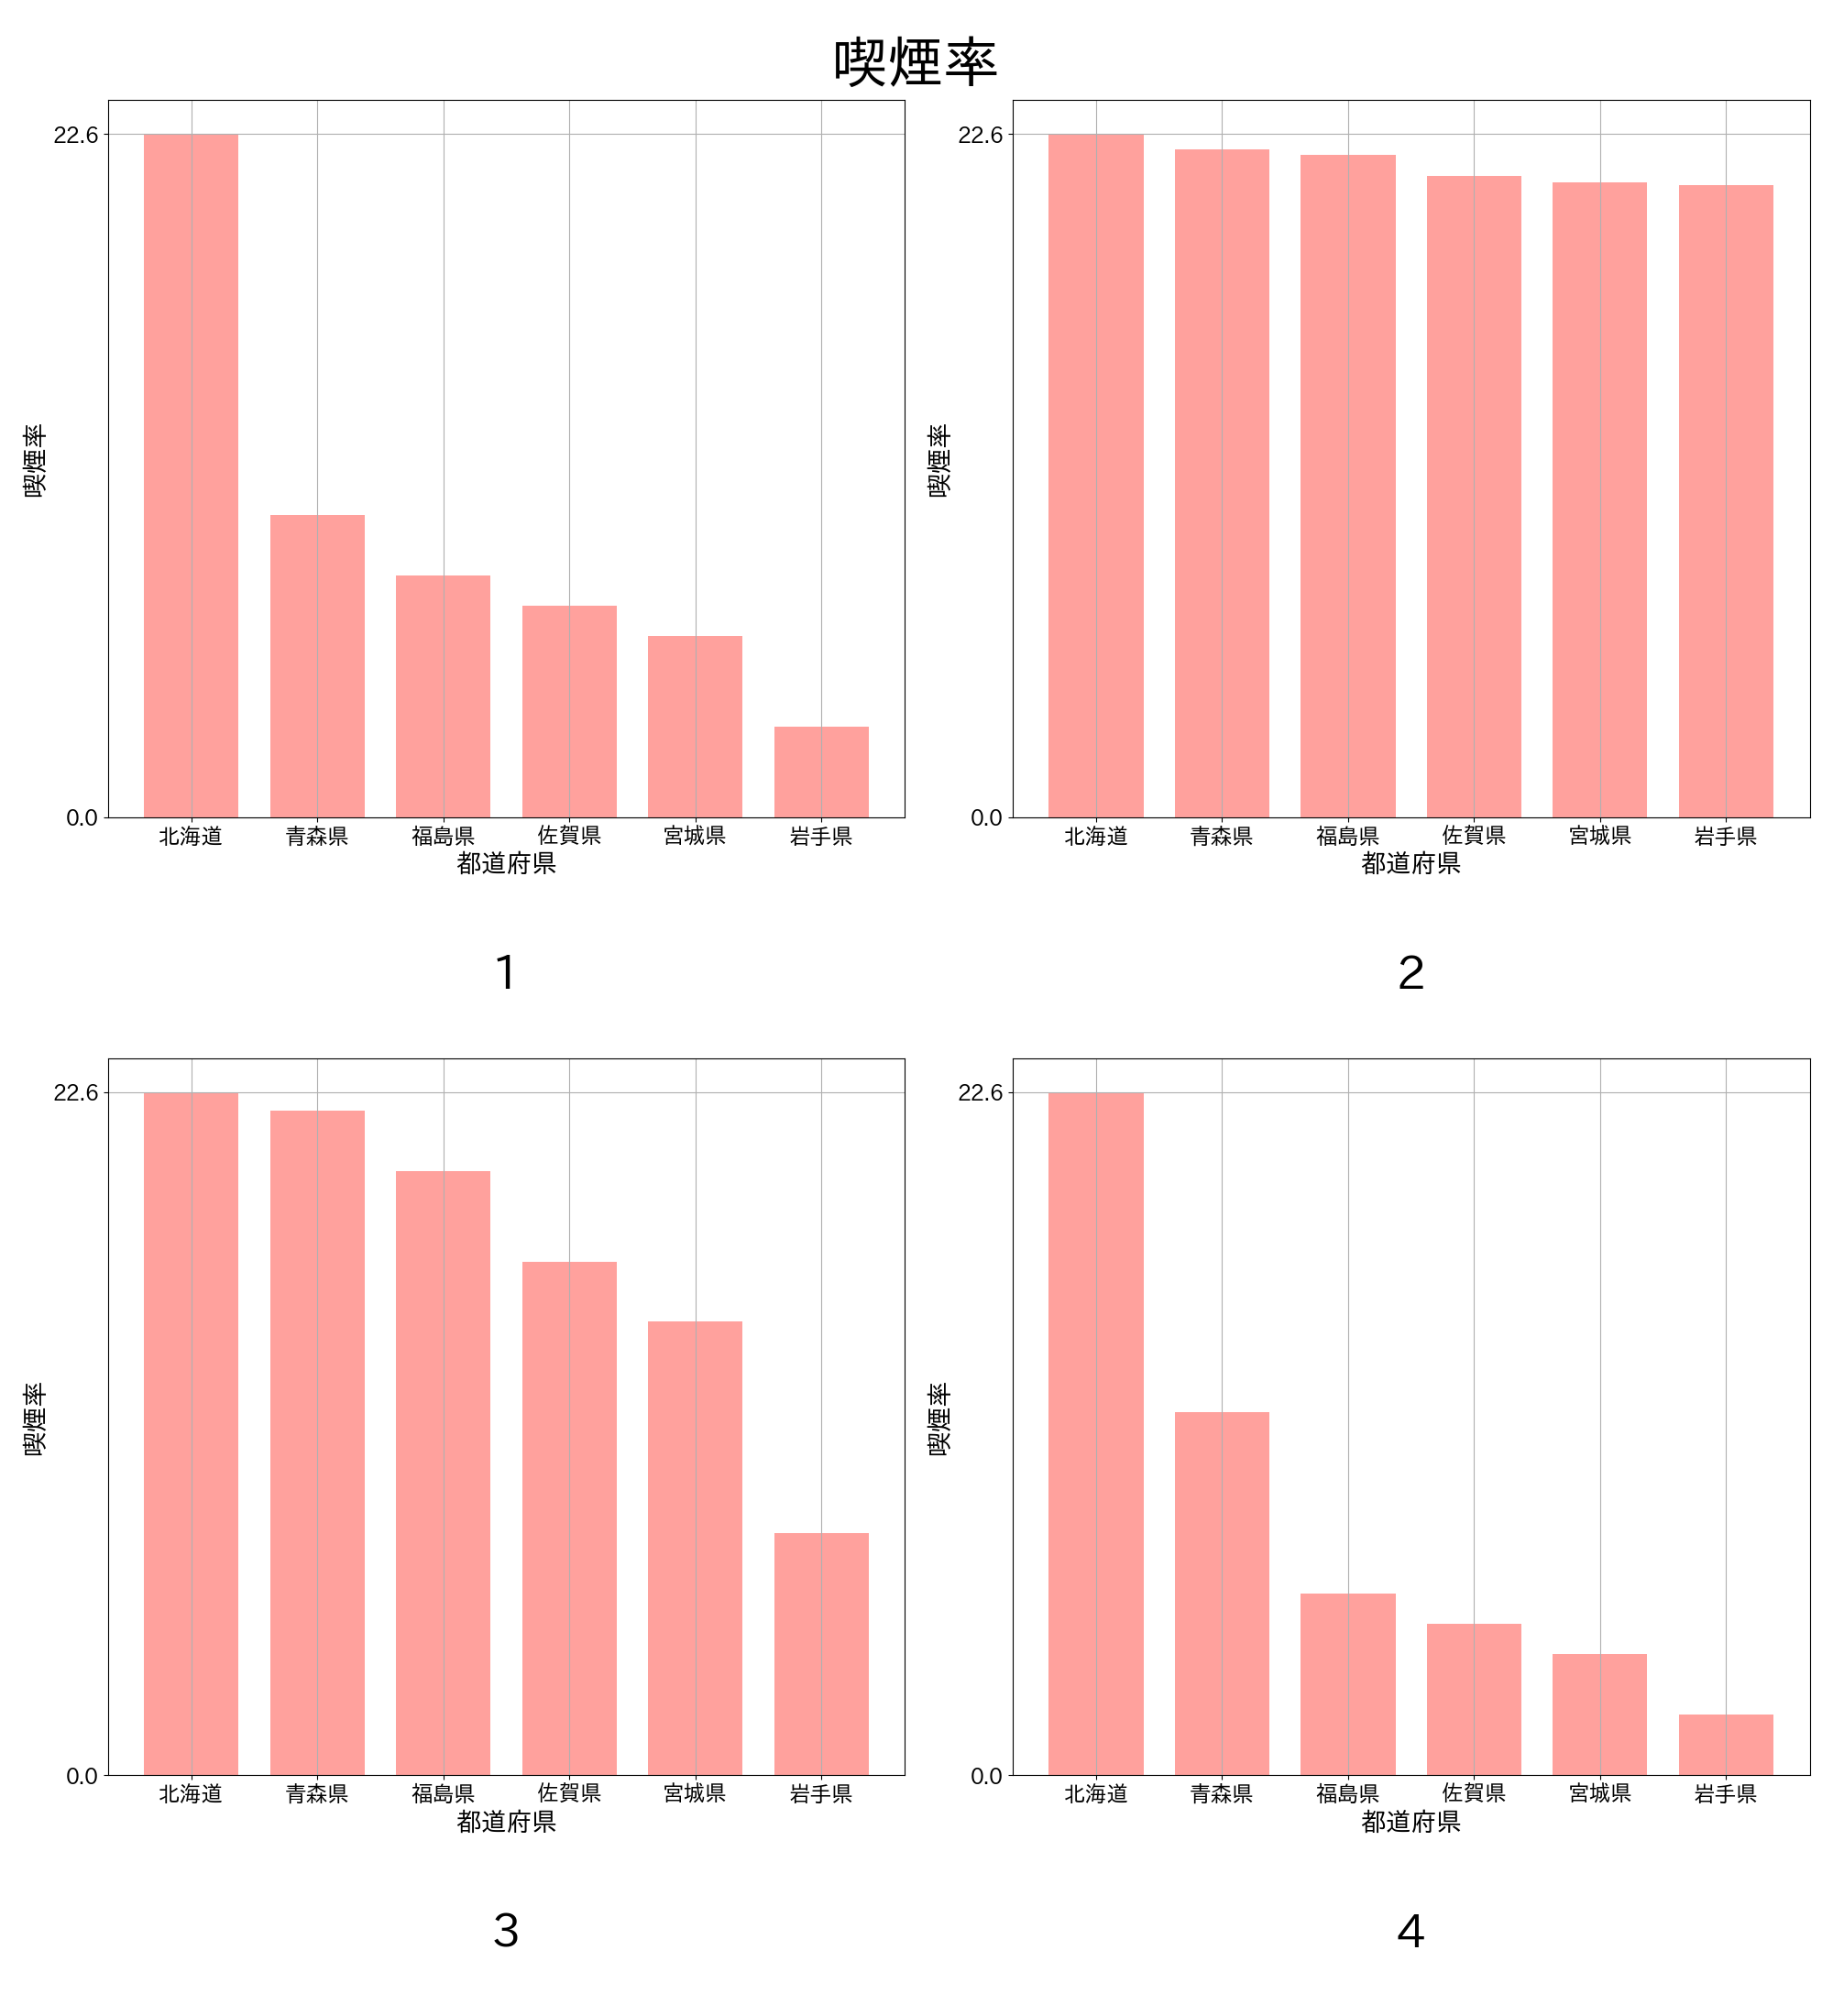 喫煙率
22.6
0.0
喫煙率
北海道 青森県 福島県 佐賀県 宮城県 岩手県
都道府県
1
22.6
0.0
喫煙率
北海道 青森県 福島県 佐賀県 宮城県 岩手県
都道府県
2
22.6
0.0
喫煙率
北海道 青森県 福島県 佐賀県 宮城県 岩手県
都道府県
3
22.6
0.0
喫煙率
北海道 青森県 福島県 佐賀県 宮城県 岩手県
都道府県
4